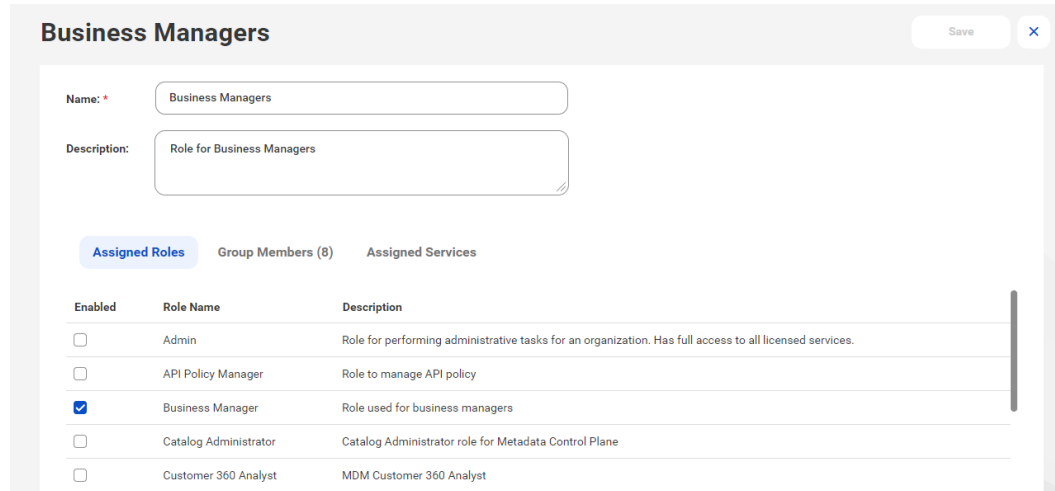 Business Managers
Save
Name: *
Business Managers
Description:
Role for Business Managers
Assigned Roles Group Members (8) Assigned Services
Enabled Role Name Description
Admin Role for performing administrative tasks for an organization. Has full access to all licensed services.
API Policy Manager Role to manage API policy
Business Manager Role used for business managers
Catalog Administrator Catalog Administrator role for Metadata Control Plane
Customer 360 Analyst MDM Customer 360 Analyst